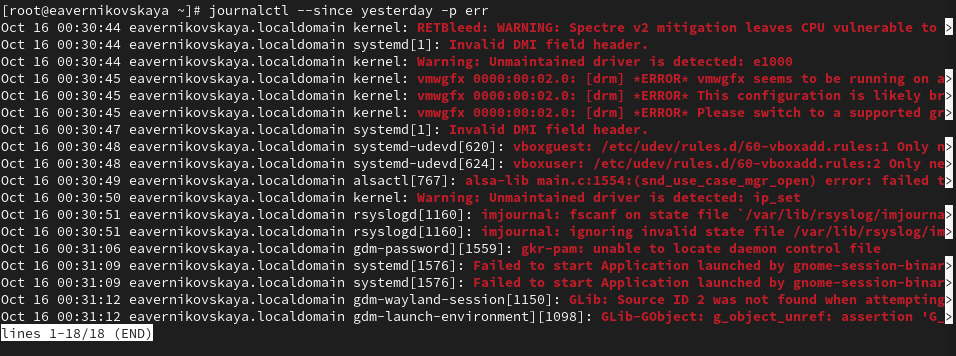 [root@eavernikovskaya ~]# journalctl --since yesterday -p err
Oct 16 00:30:44 eavernikovskaya.localdomain kernel: RETBleed: WARNING: Spectre v2 mitigation leaves CPU vulnerable to >
Oct 16 00:30:44 eavernikovskaya.localdomain systemd[1]: Invalid DMI field header.
Oct 16 00:30:44 eavernikovskaya.localdomain kernel: Warning: Unmaintained driver is detected: e1000
Oct 16 00:30:45 eavernikovskaya.localdomain kernel: vmwgfx 0000:00:02.0: [drm] *ERROR* vmwgfx seems to be running on a>
Oct 16 00:30:45 eavernikovskaya.localdomain kernel: vmwgfx 0000:00:02.0: [drm] *ERROR* This configuration is likely br>
Oct 16 00:30:45 eavernikovskaya.localdomain kernel: vmwgfx 0000:00:02.0: [drm] *ERROR* Please switch to a supported gr>
Oct 16 00:30:47 eavernikovskaya.localdomain systemd[1]: Invalid DMI field header.
Oct 16 00:30:48 eavernikovskaya.localdomain systemd-udevd[620]: vboxguest: /etc/udev/rules.d/60-vboxadd.rules:1 Only n>
Oct 16 00:30:48 eavernikovskaya.localdomain systemd-udevd[624]: vboxuser: /etc/udev/rules.d/60-vboxadd.rules:2 Only ne>
Oct 16 00:30:49 eavernikovskaya.localdomain alsactl[767]: alsa-lib main.c:1554:(snd_use_case_mgr_open) error: failed t>
Oct 16 00:30:50 eavernikovskaya.localdomain kernel: Warning: Unmaintained driver is detected: ip_set
Oct 16 00:30:51 eavernikovskaya.localdomain rsyslogd[1160]: imjournal: fscanf on state file `/var/lib/rsyslog/imjourna>
Oct 16 00:30:51 eavernikovskaya.localdomain rsyslogd[1160]: imjournal: ignoring invalid state file /var/lib/rsyslog/im>
Oct 16 00:31:06 eavernikovskaya.localdomain gdm-password][1559]: gkr-pam: unable to locate daemon control file
Oct 16 00:31:09 eavernikovskaya.localdomain systemd[1576]: Failed to start Application launched by gnome-session-binar>
Oct 16 00:31:09 eavernikovskaya.localdomain systemd[1576]: Failed to start Application launched by gnome-session-binar>
Oct 16 00:31:12 eavernikovskaya.localdomain gdm-wayland-session[1150]: GLib: Source ID 2 was not found when attempting>
Oct 16 00:31:12 eavernikovskaya.localdomain gdm-launch-environment][1098]: GLib-GObject: g_object_unref: assertion 'G_>
lines 1-18/18 (END)